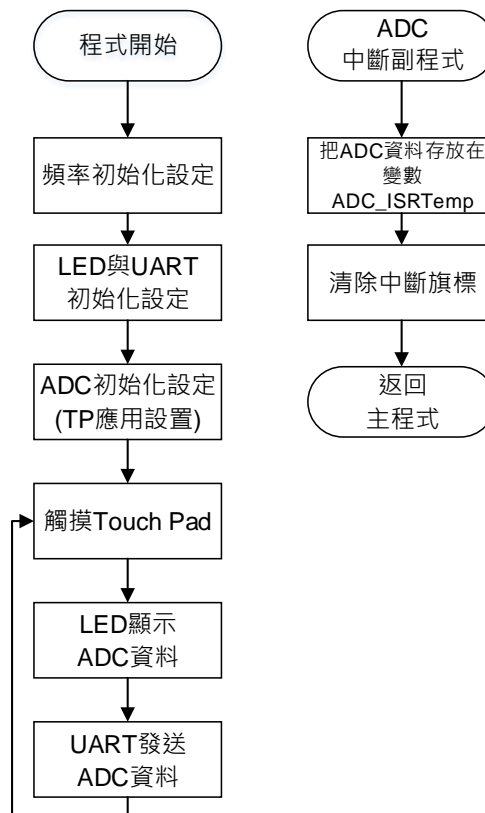 程式開始
頻率初始化設定
LED與UART
初始化設定
ADC初始化設定
(TP應用設置)
觸摸Touch Pad
LED顯示
ADC資料
UART發送
ADC資料
ADC
中斷副程式
把ADC資料存放在
變數
ADC_ISRTemp
清除中斷旗標
返回
主程式